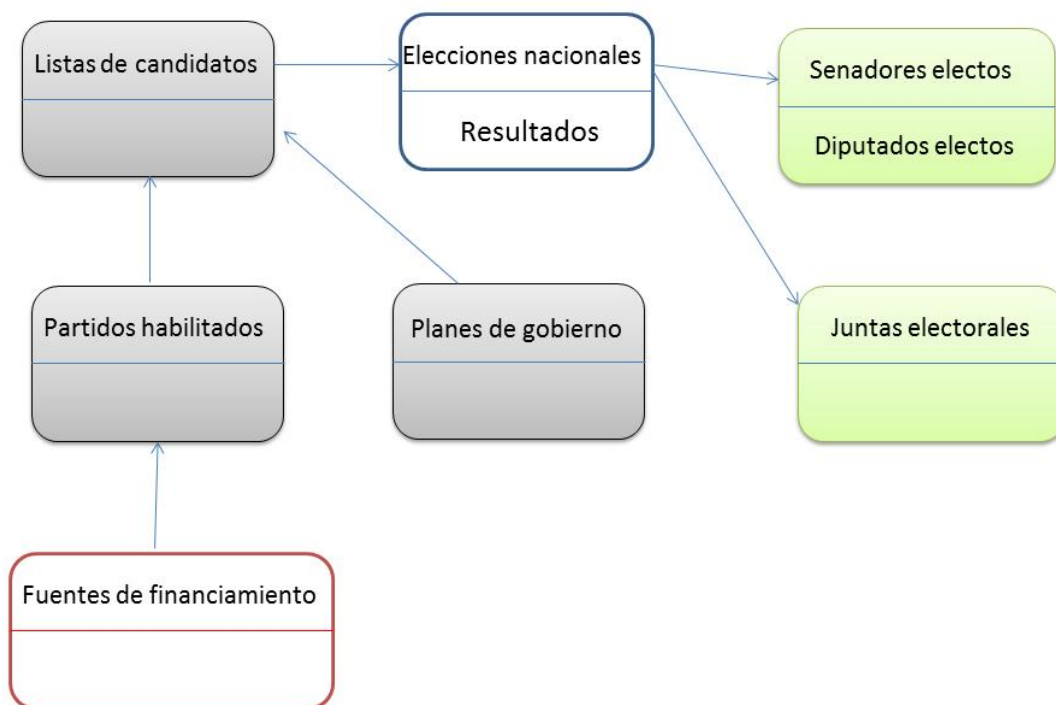 Listas de candidatos
Elecciones nacionales
Resultados
Senadores electos
Diputados electos
Partidos habilitados
Planes de gobierno
Juntas electorales
Fuentes de financiamiento